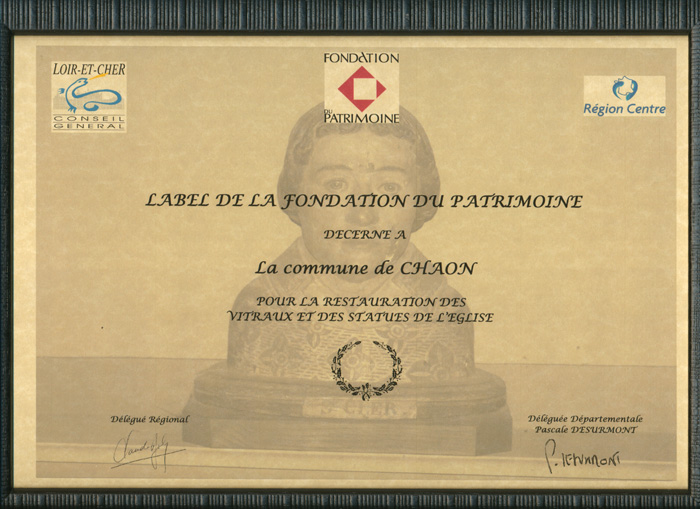 LOIR-ET-CHER
CONSEIL
GENERAL
FONDATION
DU
PATRIMOINE
Région Centre
LABEL DE LA FONDATION DU PATRIMOINE
DECERNE A
La commune de CHAON
POUR LA RESTAURATION DES
VITRAUX ET DES STATUES DE L'EGLISE
Délégué Régional
Déléguée Départementale
Pascale DESURMONT